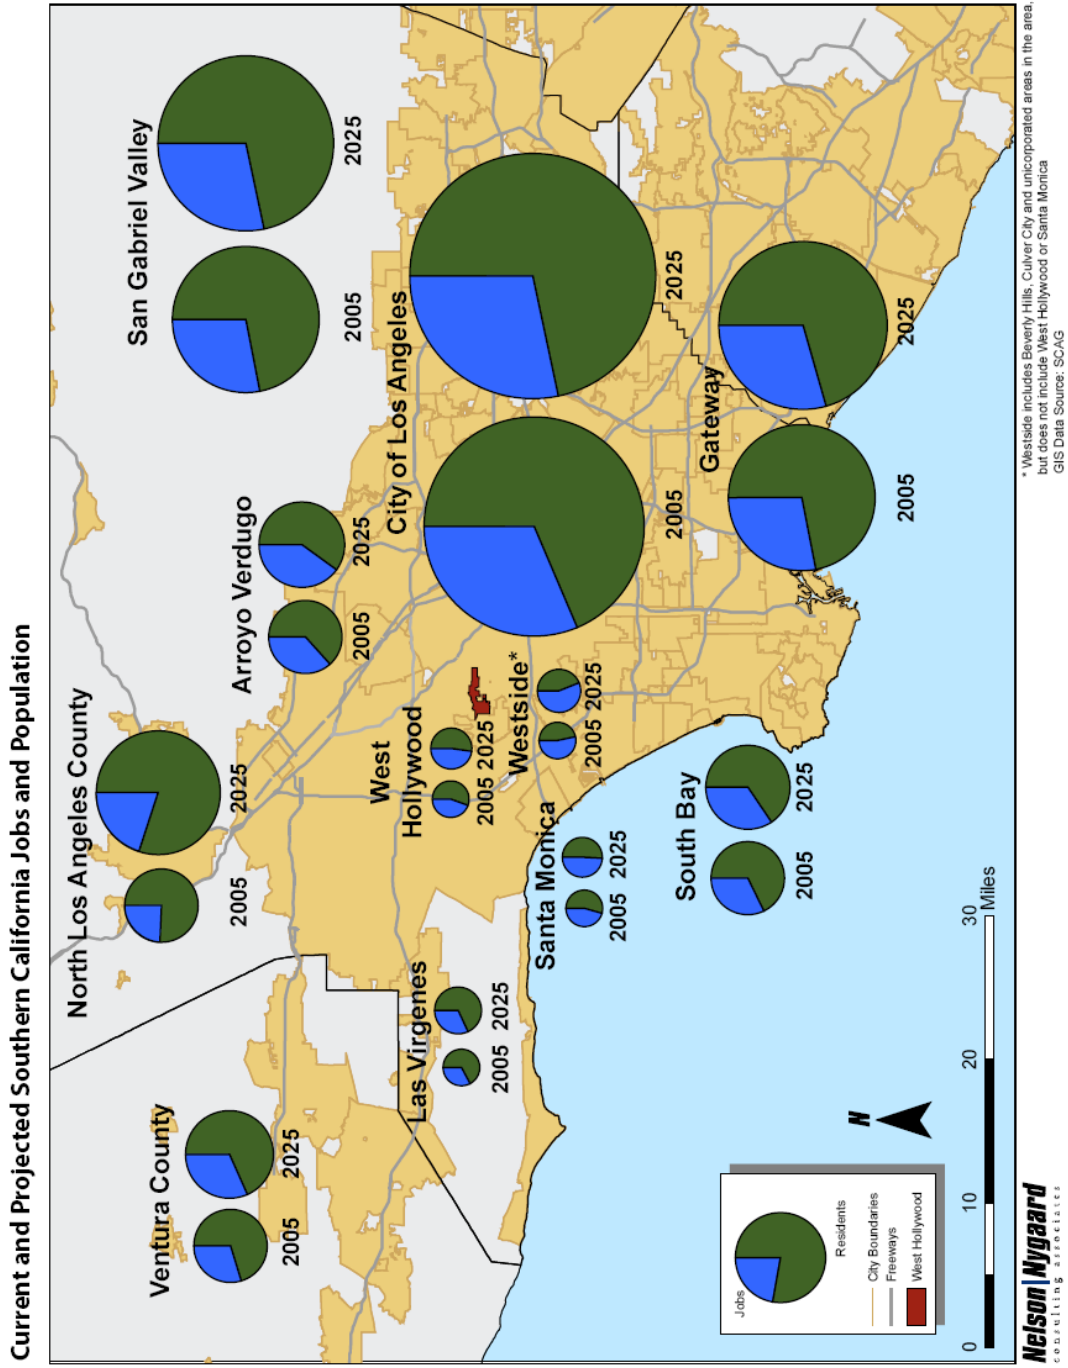 Current and Projected Southern California Jobs and Population
North Los Angeles County
2005
2025
San Gabriel Valley
2005
2025
Ventura County
2005
2025
Arroyo Verdugo
2005
2025
City of Los Angeles
2005
2025
West
Hollywood
2005
2025
Las Virgenes
2005
2025
Westside*
2005
2025
Santa Monica
2005
2025
Gateway
2005
2025
South Bay
2005
2025
Jobs
Residents
City Boundaries
Freeways
West Hollywood
N
0
10
20
30
Miles
Nelson|Nygaard
consulting associates
* Westside includes Beverly Hills, Culver City and unicorporated areas in the area,
but does not include West Hollywood or Santa Monica
GIS Data Source: SCAG